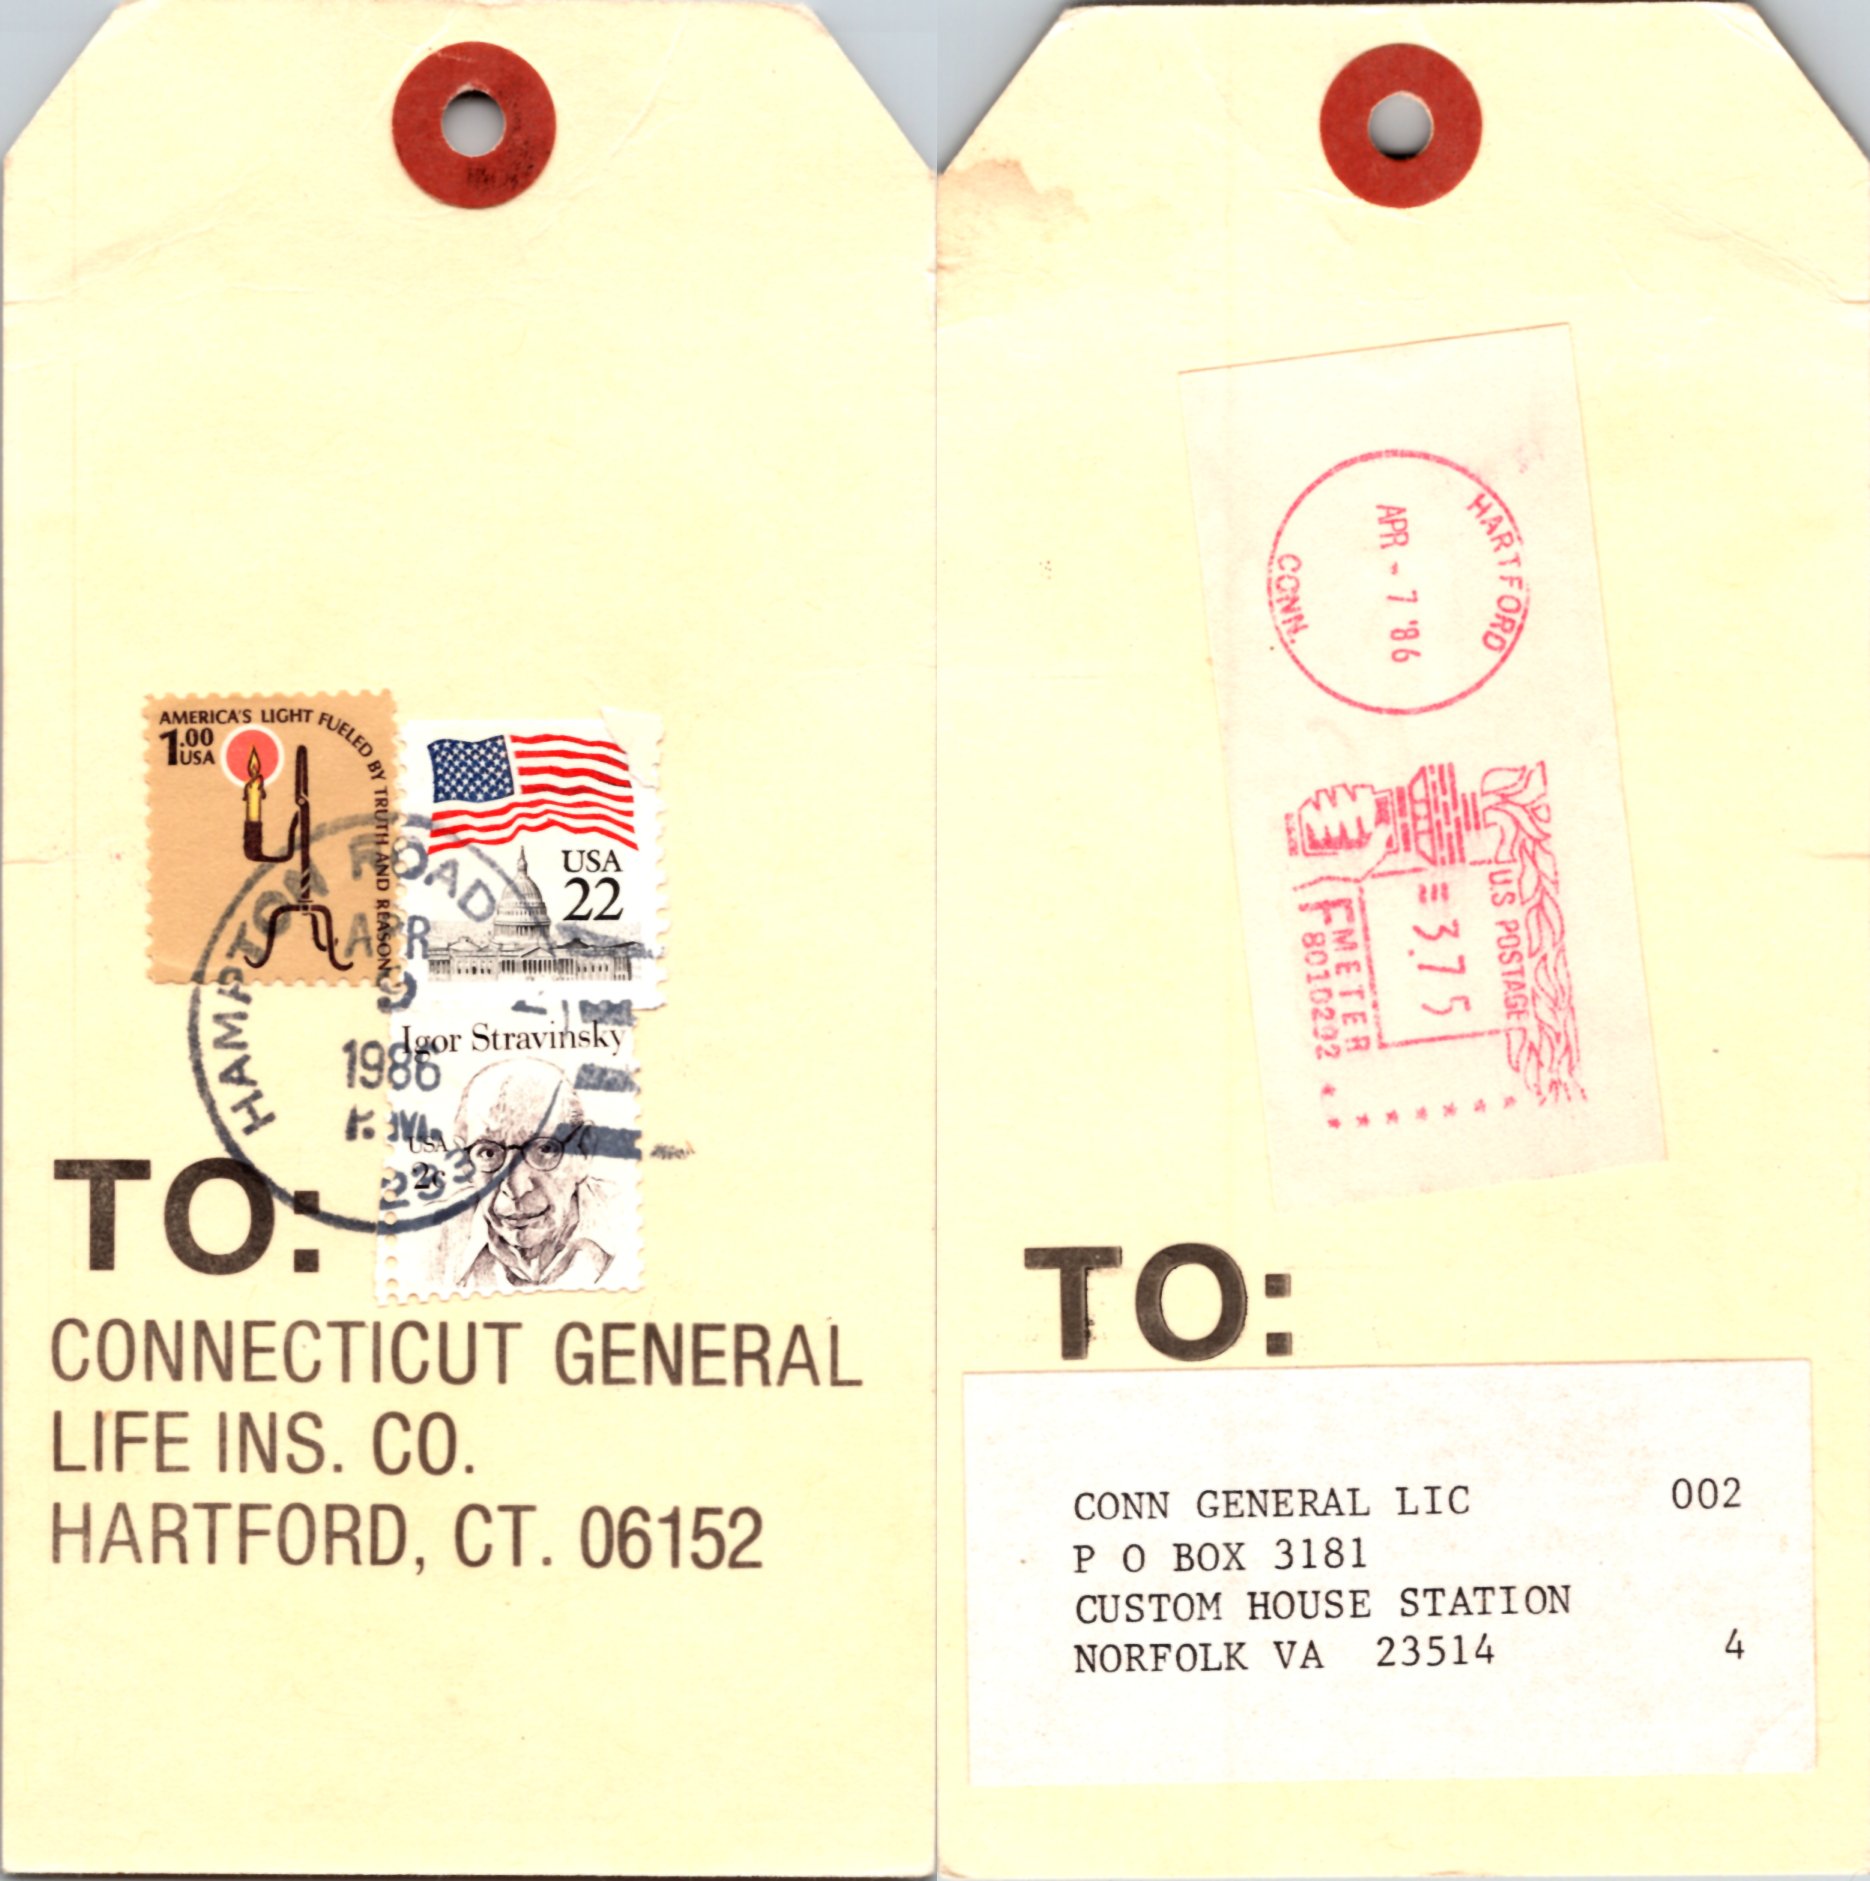 AMERICA'S LIGHT FUELED BY TRUTH AND REASON
1.00
USA
USA
22
HAMPTON ROAD
APR
9
1986
Igor Stravinsky
USA
2c
TO:
CONNECTICUT GENERAL
LIFE INS. CO.
HARTFORD, CT. 06152
HARTFORD
APR - 7 '86
CONN.
U.S. POSTAGE
3.75
METER
8010202
TO:
CONN GENERAL LIC 002
P O BOX 3181
CUSTOM HOUSE STATION
NORFOLK VA 23514 4